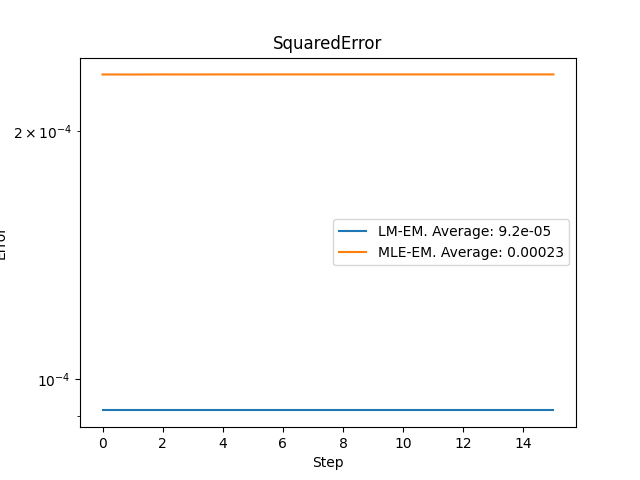 SquaredError
2 × 10⁻⁴
10⁻⁴
Error
LM-EM. Average: 9.2e-05
MLE-EM. Average: 0.00023
0 2 4 6 8 10 12 14
Step